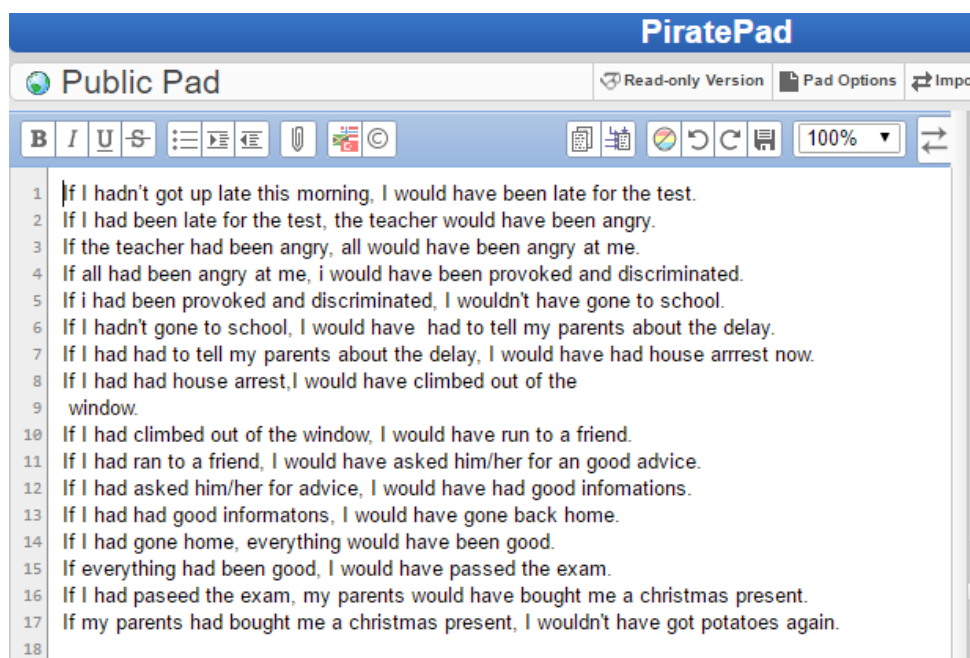 PiratePad
Public Pad
Read-only Version
Pad Options
Impo
B I U S
100%
1 If I hadn't got up late this morning, I would have been late for the test.
2 If I had been late for the test, the teacher would have been angry.
3 If the teacher had been angry, all would have been angry at me.
4 If all had been angry at me, i would have been provoked and discriminated.
5 If i had been provoked and discriminated, I wouldn't have gone to school.
6 If I hadn't gone to school, I would have  had to tell my parents about the delay.
7 If I had had to tell my parents about the delay, I would have had house arrrest now.
8 If I had had house arrest,I would have climbed out of the
9 window.
10 If I had climbed out of the window, I would have run to a friend.
11 If I had ran to a friend, I would have asked him/her for an good advice.
12 If I had asked him/her for advice, I would have had good infomations.
13 If I had had good informatons, I would have gone back home.
14 If I had gone home, everything would have been good.
15 If everything had been good, I would have passed the exam.
16 If I had paseed the exam, my parents would have bought me a christmas present.
17 If my parents had bought me a christmas present, I wouldn't have got potatoes again.
18